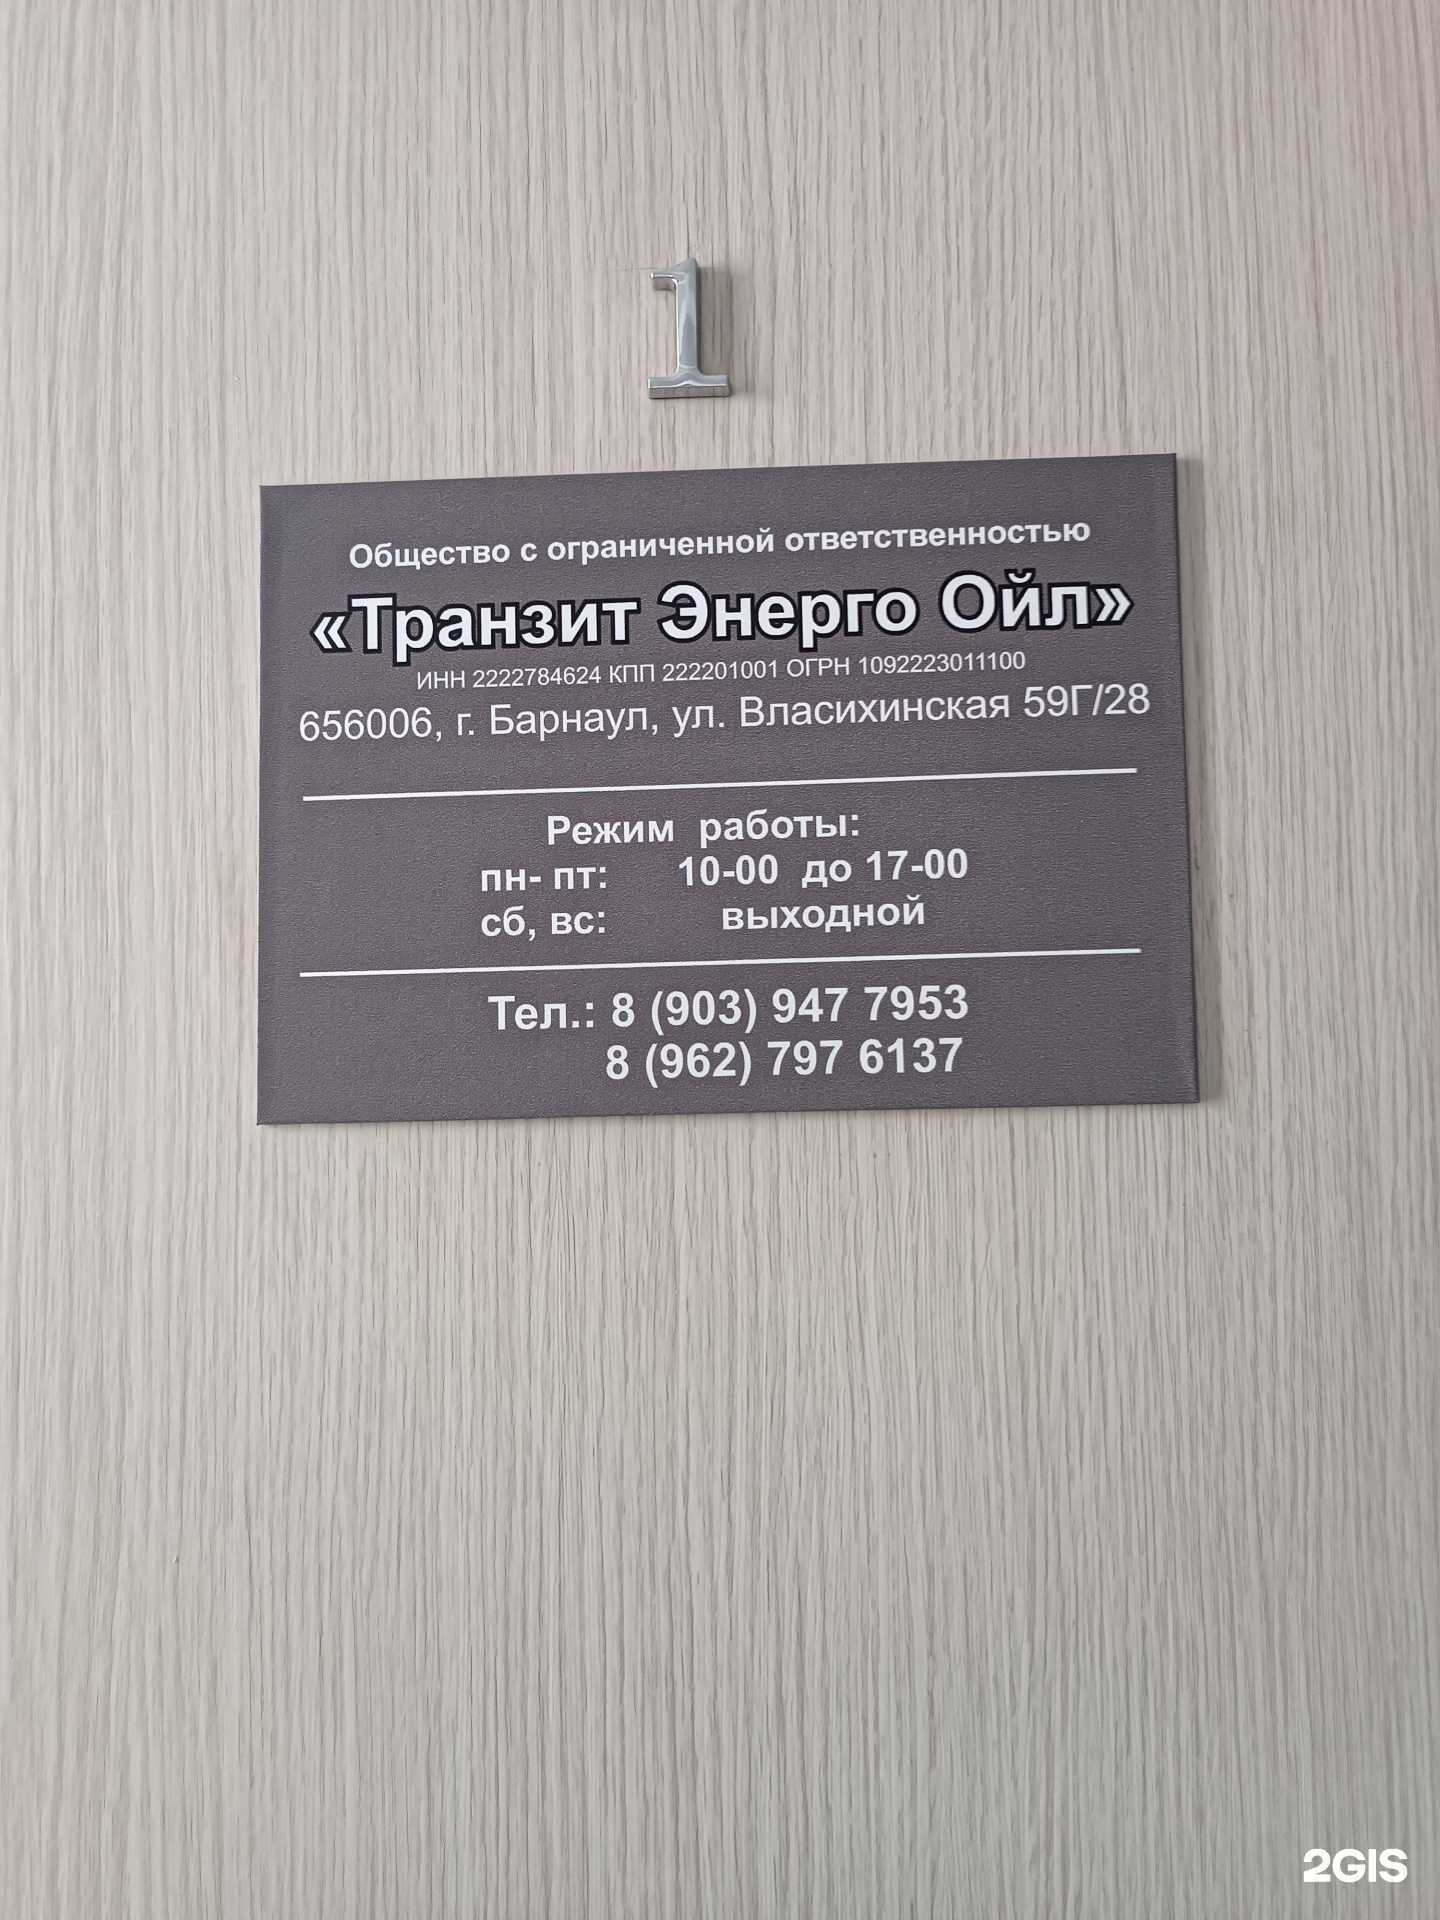 1
Общество с ограниченной ответственностью
«Транзит Энерго Ойл»
ИНН 2222784624 КПП 222201001 ОГРН 1092223011100
656006, г. Барнаул, ул. Власихинская 59Г/28
Режим работы:
пн- пт: 10-00 до 17-00
сб, вс: выходной
Тел.: 8 (903) 947 7953
8 (962) 797 6137
2GIS